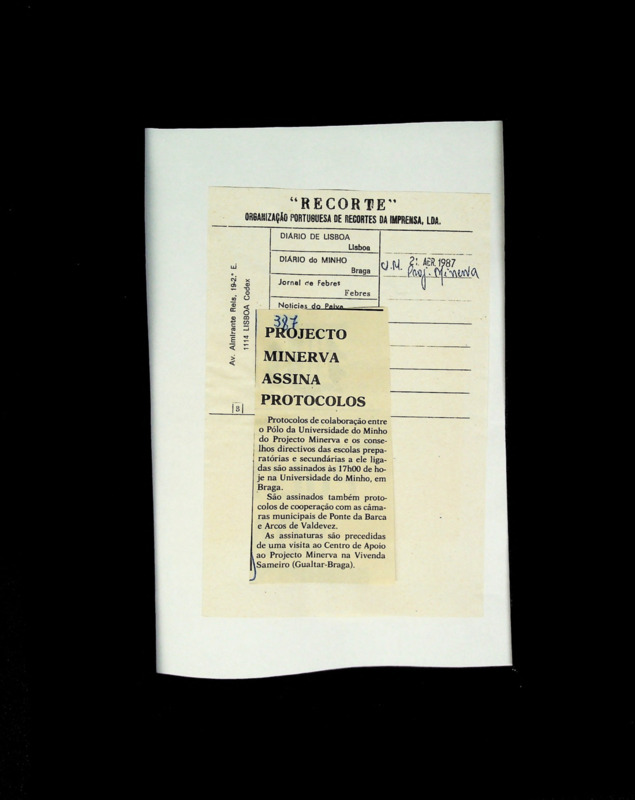 "RECORTE"
ORGANIZAÇÃO PORTUGUESA DE RECORTES DA IMPRENSA, LDA.
Av. Almirante Reis, 19-2.º E.
1114 LISBOA Codex
DIÁRIO DE LISBOA
Lisboa
DIÁRIO do MINHO
Braga
Jornal de Febres
Febres
Notícias do Paiva
U.M.
2: ABR 1987
Proj. Minerva
8
387
PROJECTO
MINERVA
ASSINA
PROTOCOLOS
Protocolos de colaboração entre
o Pólo da Universidade do Minho
do Projecto Minerva e os conse-
lhos directivos das escolas prepa-
ratórias e secundárias a ele liga-
das são assinados às 17h00 de ho-
je na Universidade do Minho, em
Braga.
São assinados também proto-
colos de cooperação com as câma-
ras municipais de Ponte da Barca
e Arcos de Valdevez.
As assinaturas são precedidas
de uma visita ao Centro de Apoio
ao Projecto Minerva na Vivenda
Sameiro (Gualtar-Braga).